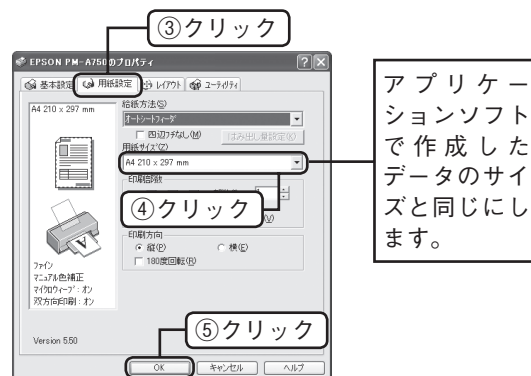 ③クリック
EPSON PM-A750のプロパティ
基本設定
用紙設定
レイアウト
ユーティリティ
A4 210 × 297 mm
給紙方法(S)
オートシートフィーダ
四辺フチなし(M)
はみ出し量設定(K)
用紙サイズ(Z)
A4 210 × 297 mm
印刷部数
④クリック
印刷方向
縦(P)
横(E)
180度回転(R)
ファイン
マニュアル色補正
マイクロウィーブ：オン
双方向印刷：オン
Version 5.50
⑤クリック
OK
キャンセル
ヘルプ
アプリケー
ションソフト
で作成した
データのサイ
ズと同じにし
ます。